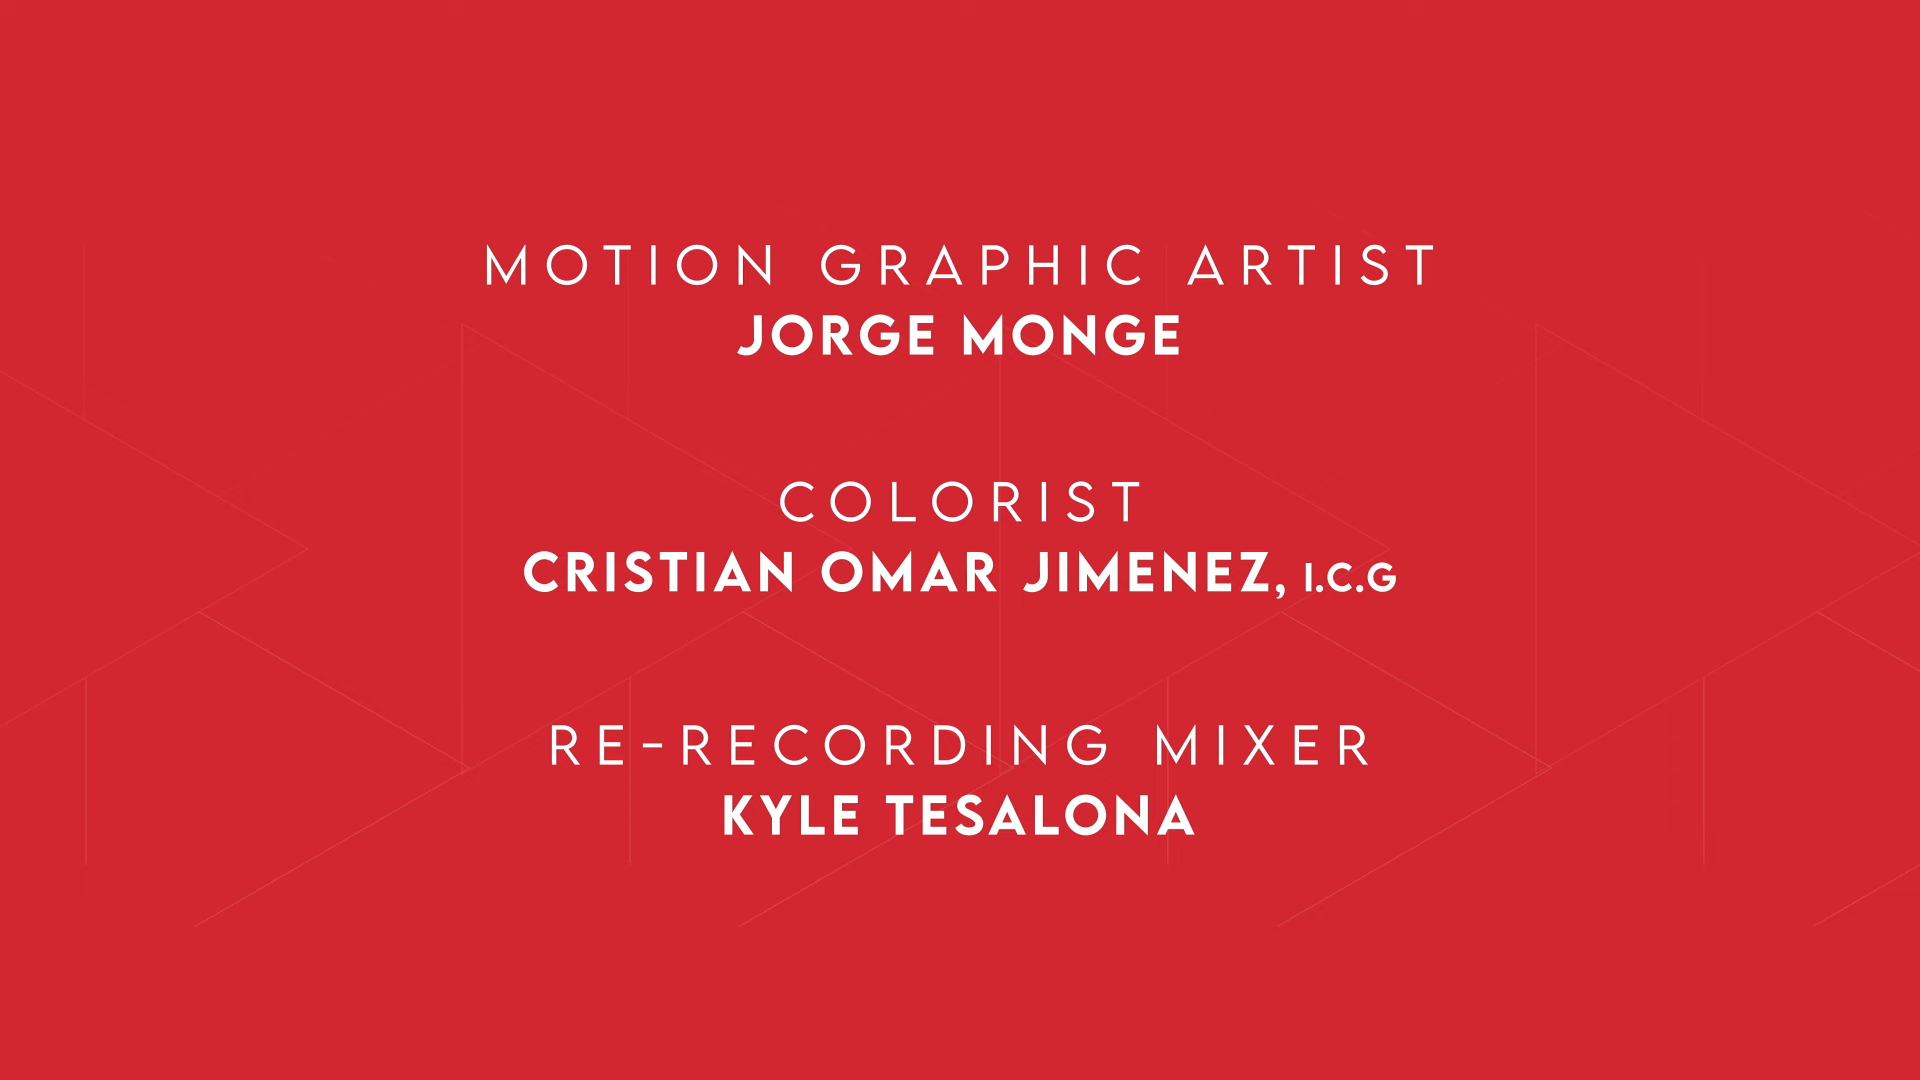 MOTION GRAPHIC ARTIST
JORGE MONGE
COLORIST
CRISTIAN OMAR JIMENEZ, I.C.G
RE-RECORDING MIXER
KYLE TESALONA